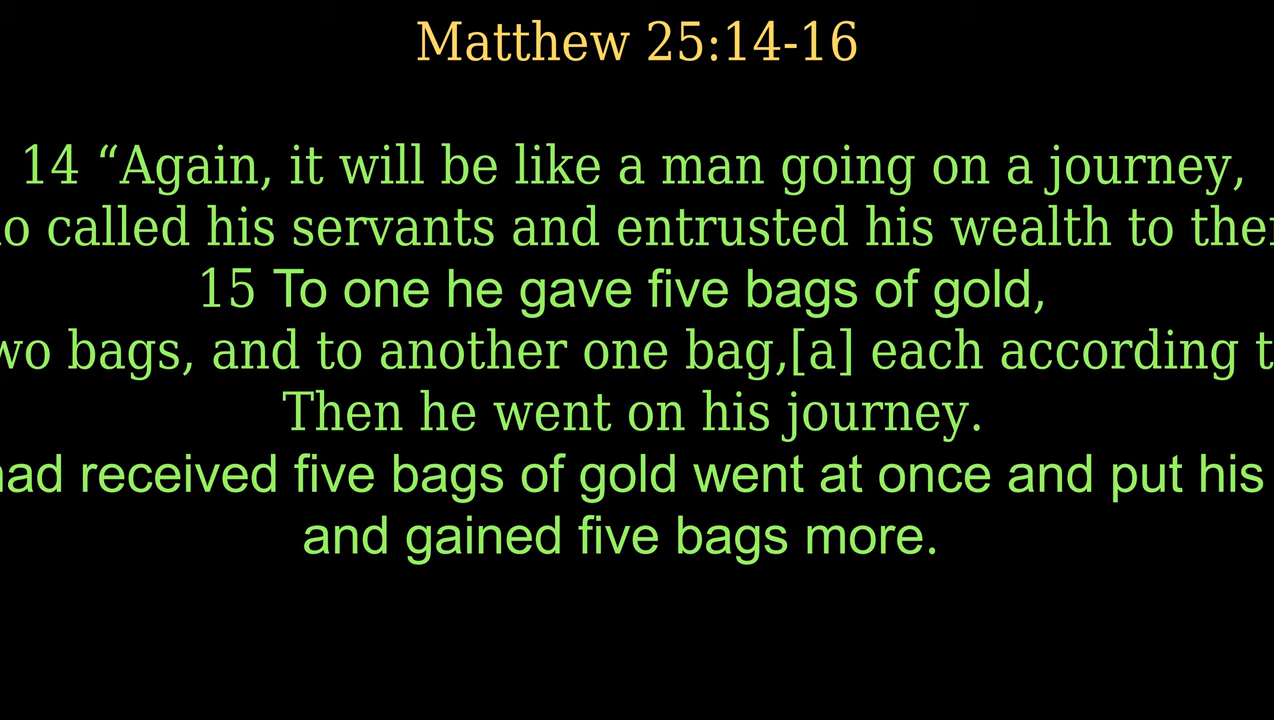 Matthew 25:14-16
14 “Again, it will be like a man going on a journey,
called his servants and entrusted his wealth to
15 To one he gave five bags of gold,
bags, and to another one bag,[a] each according
Then he went on his journey.
received five bags of gold went at once and put his
and gained five bags more.